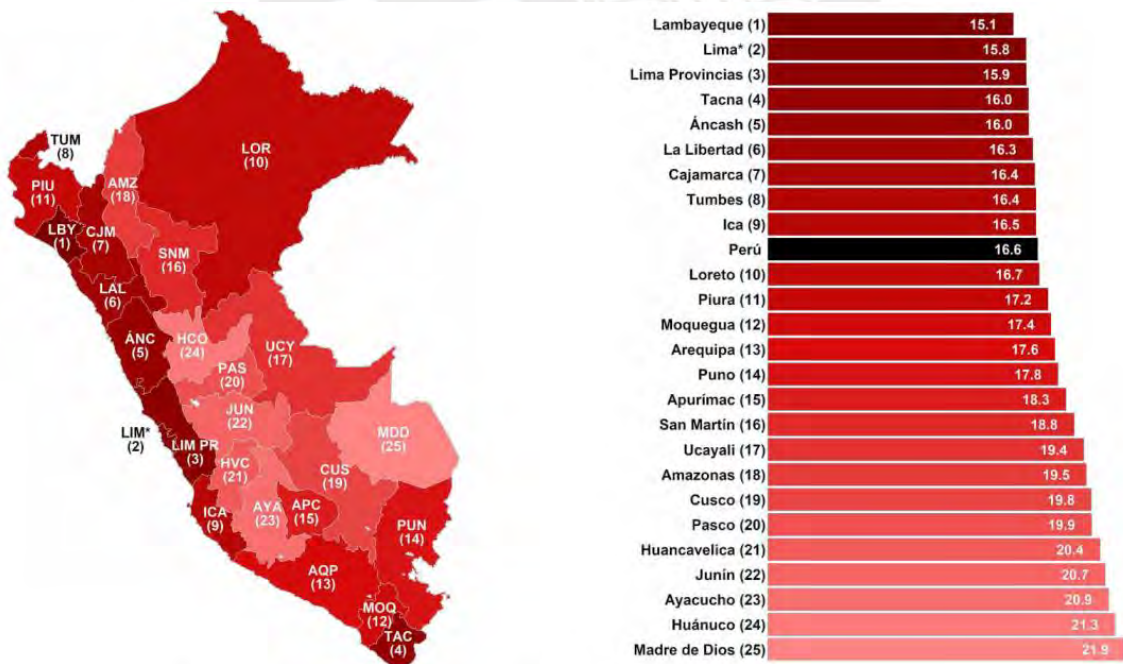 TUM
(8)
LOR
(10)
AMZ
(18)
PIU
(11)
LBY
(1)
CJM
(7)
SNM
(16)
LAL
(6)
ÁNC
(5)
HCO
(24)
UCY
(17)
PAS
(20)
JUN
(22)
LIM*
(2)
LIM PR
(3)
MDD
(25)
HVC
(21)
CUS
(19)
ICA
(9)
AYA
(23)
APC
(15)
PUN
(14)
AQP
(13)
MOQ
(12)
TAC
(4)
Lambayeque (1) 15.1
Lima* (2) 15.8
Lima Provincias (3) 15.9
Tacna (4) 16.0
Áncash (5) 16.0
La Libertad (6) 16.3
Cajamarca (7) 16.4
Tumbes (8) 16.4
Ica (9) 16.5
Perú 16.6
Loreto (10) 16.7
Piura (11) 17.2
Moquegua (12) 17.4
Arequipa (13) 17.6
Puno (14) 17.8
Apurímac (15) 18.3
San Martín (16) 18.8
Ucayali (17) 19.4
Amazonas (18) 19.5
Cusco (19) 19.8
Pasco (20) 19.9
Huancavelica (21) 20.4
Junín (22) 20.7
Ayacucho (23) 20.9
Huánuco (24) 21.3
Madre de Dios (25) 21.9